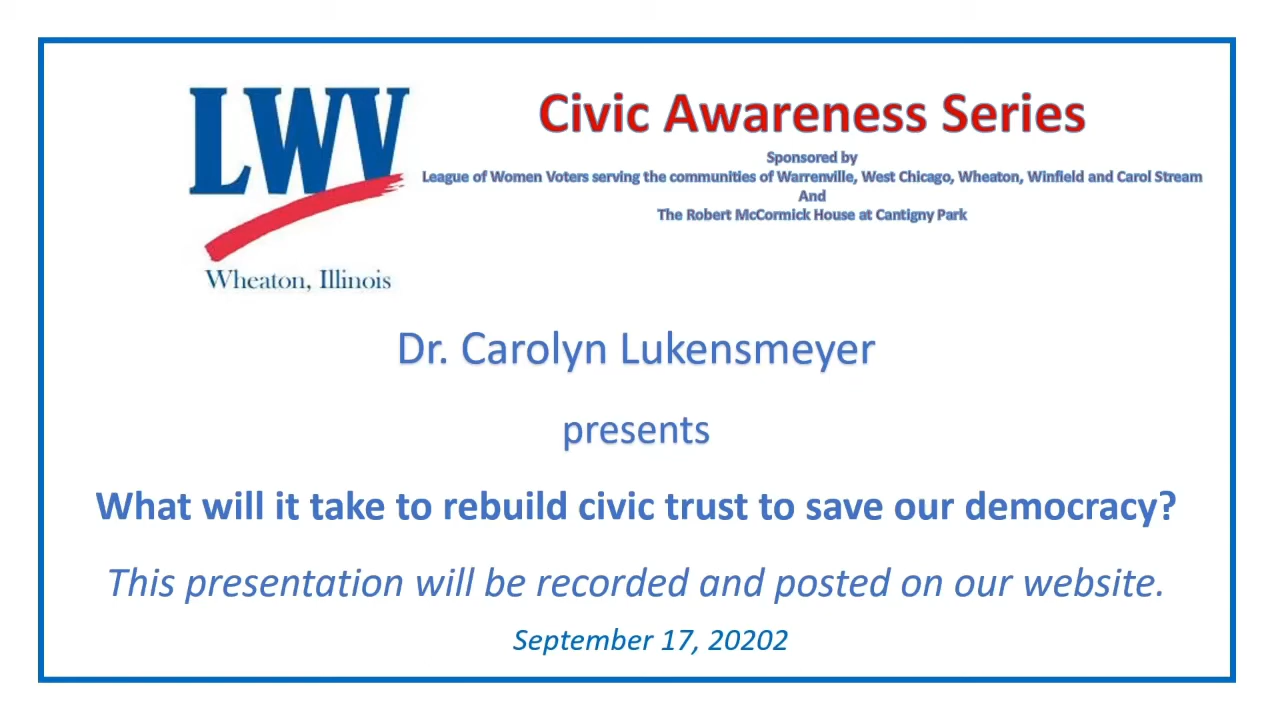 LWV
Wheaton, Illinois
Civic Awareness Series
Sponsored by
League of Women Voters serving the communities of Warrenville, West Chicago, Wheaton, Winfield and Carol Stream
And
The Robert McCormick House at Cantigny Park
Dr. Carolyn Lukensmeyer
presents
What will it take to rebuild civic trust to save our democracy?
This presentation will be recorded and posted on our website.
September 17, 20202